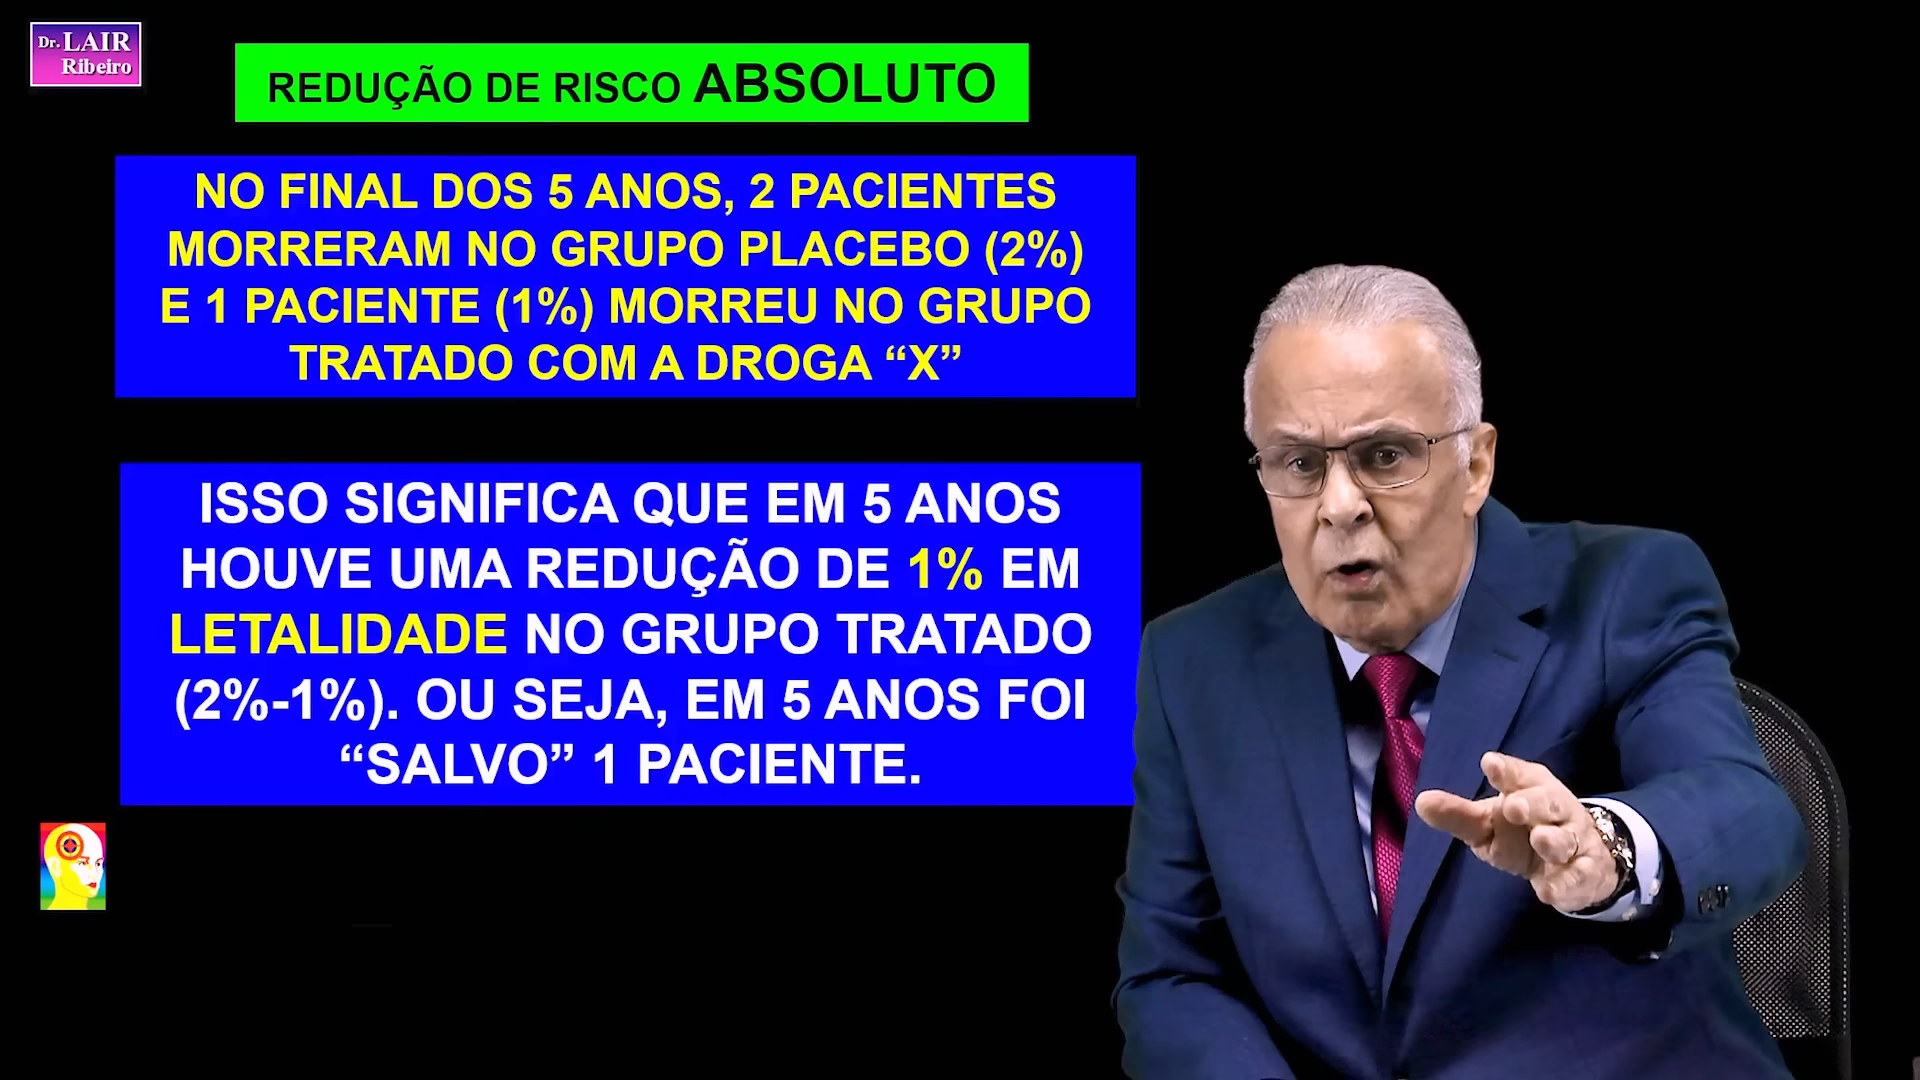 Dr. LAIR
Ribeiro
REDUÇÃO DE RISCO ABSOLUTO
NO FINAL DOS 5 ANOS, 2 PACIENTES
MORRERAM NO GRUPO PLACEBO (2%)
E 1 PACIENTE (1%) MORREU NO GRUPO
TRATADO COM A DROGA “X”
ISSO SIGNIFICA QUE EM 5 ANOS
HOUVE UMA REDUÇÃO DE 1% EM
LETALIDADE NO GRUPO TRATADO
(2%-1%). OU SEJA, EM 5 ANOS FOI
“SALVO” 1 PACIENTE.